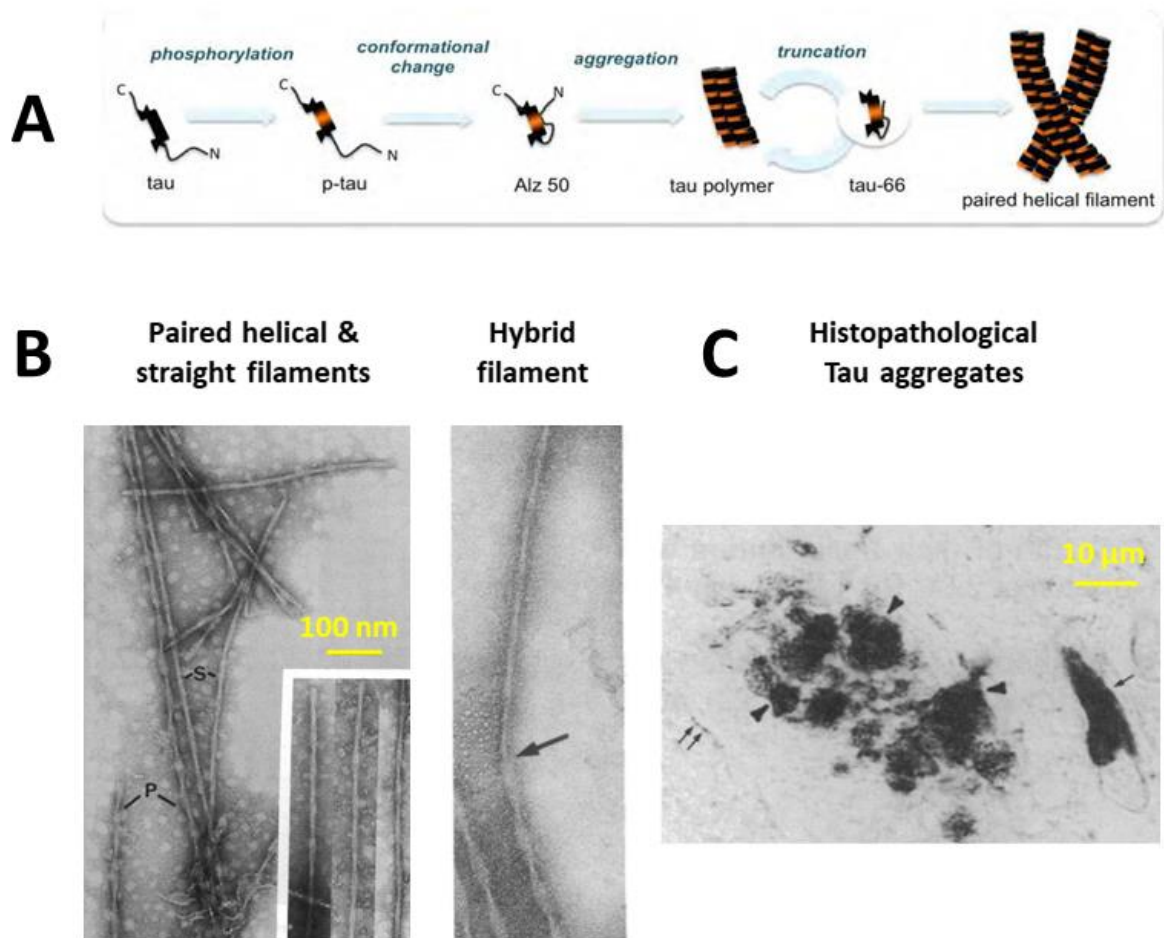 A
phosphorylation
conformational
change
aggregation
truncation
C
N
C
N
C
N
tau
p-tau
Alz 50
tau polymer
tau-66
paired helical filament
B
Paired helical &
straight filaments
Hybrid
filament
C
Histopathological
Tau aggregates
100 nm
S
P
10 µm